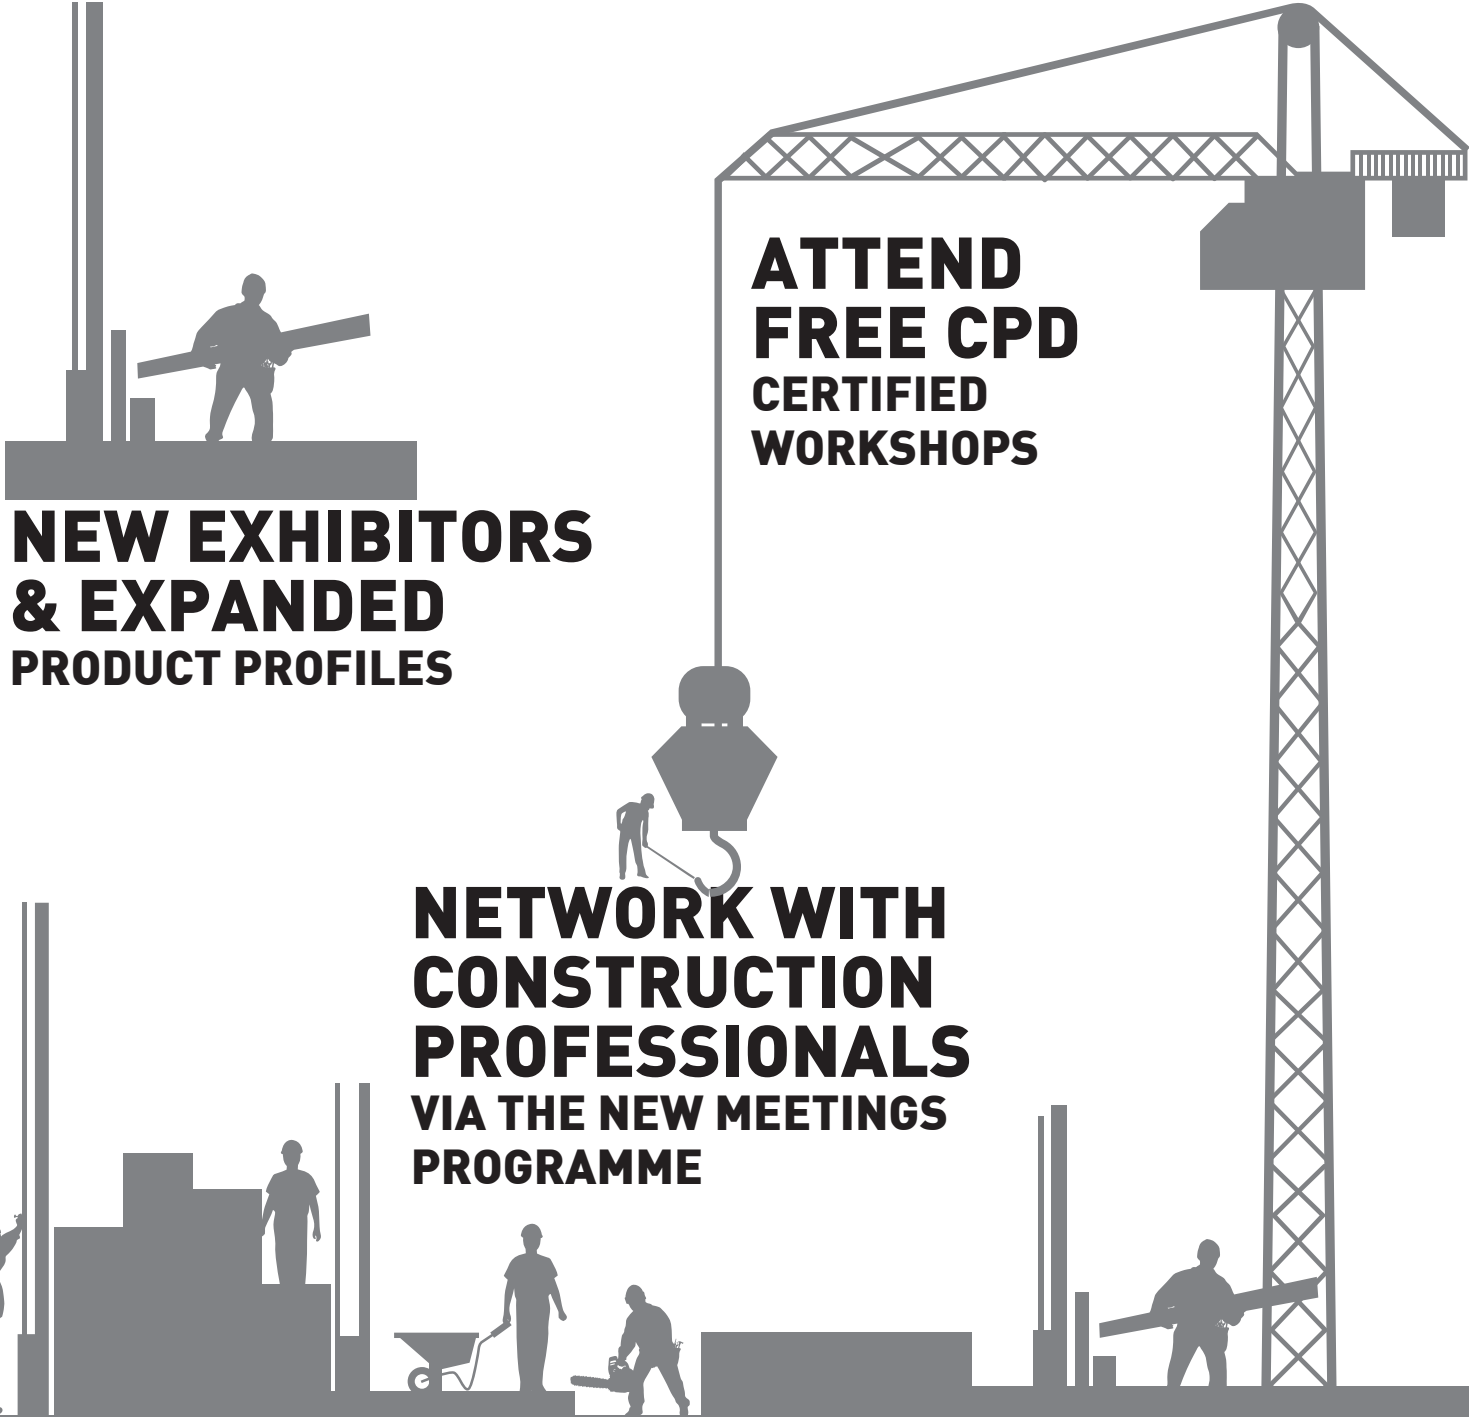 ATTEND
FREE CPD
CERTIFIED
WORKSHOPS
NEW EXHIBITORS
& EXPANDED
PRODUCT PROFILES
NETWORK WITH
CONSTRUCTION
PROFESSIONALS
VIA THE NEW MEETINGS
PROGRAMME